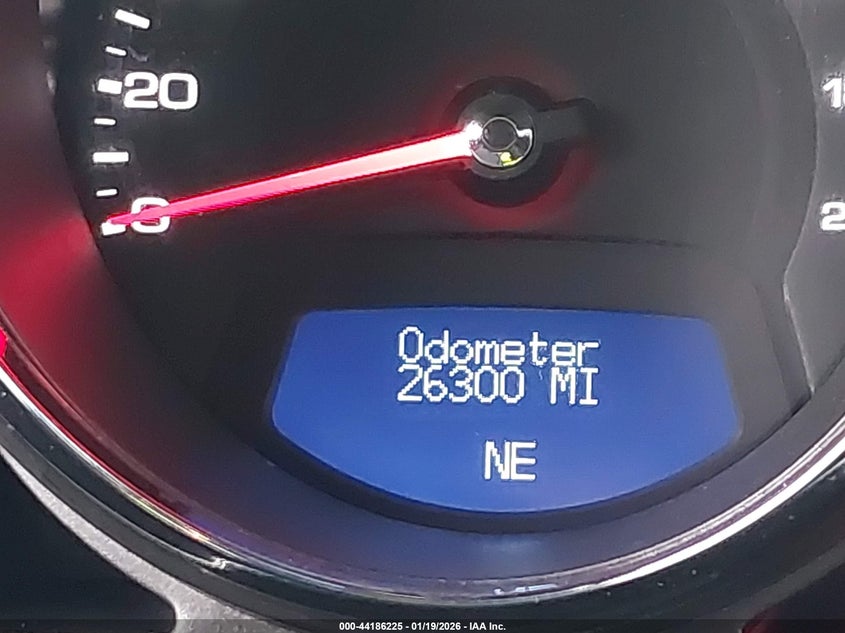 20
0
Odometer
26300 MI
NE
000-44186225 - 01/19/2026 - IAA Inc.